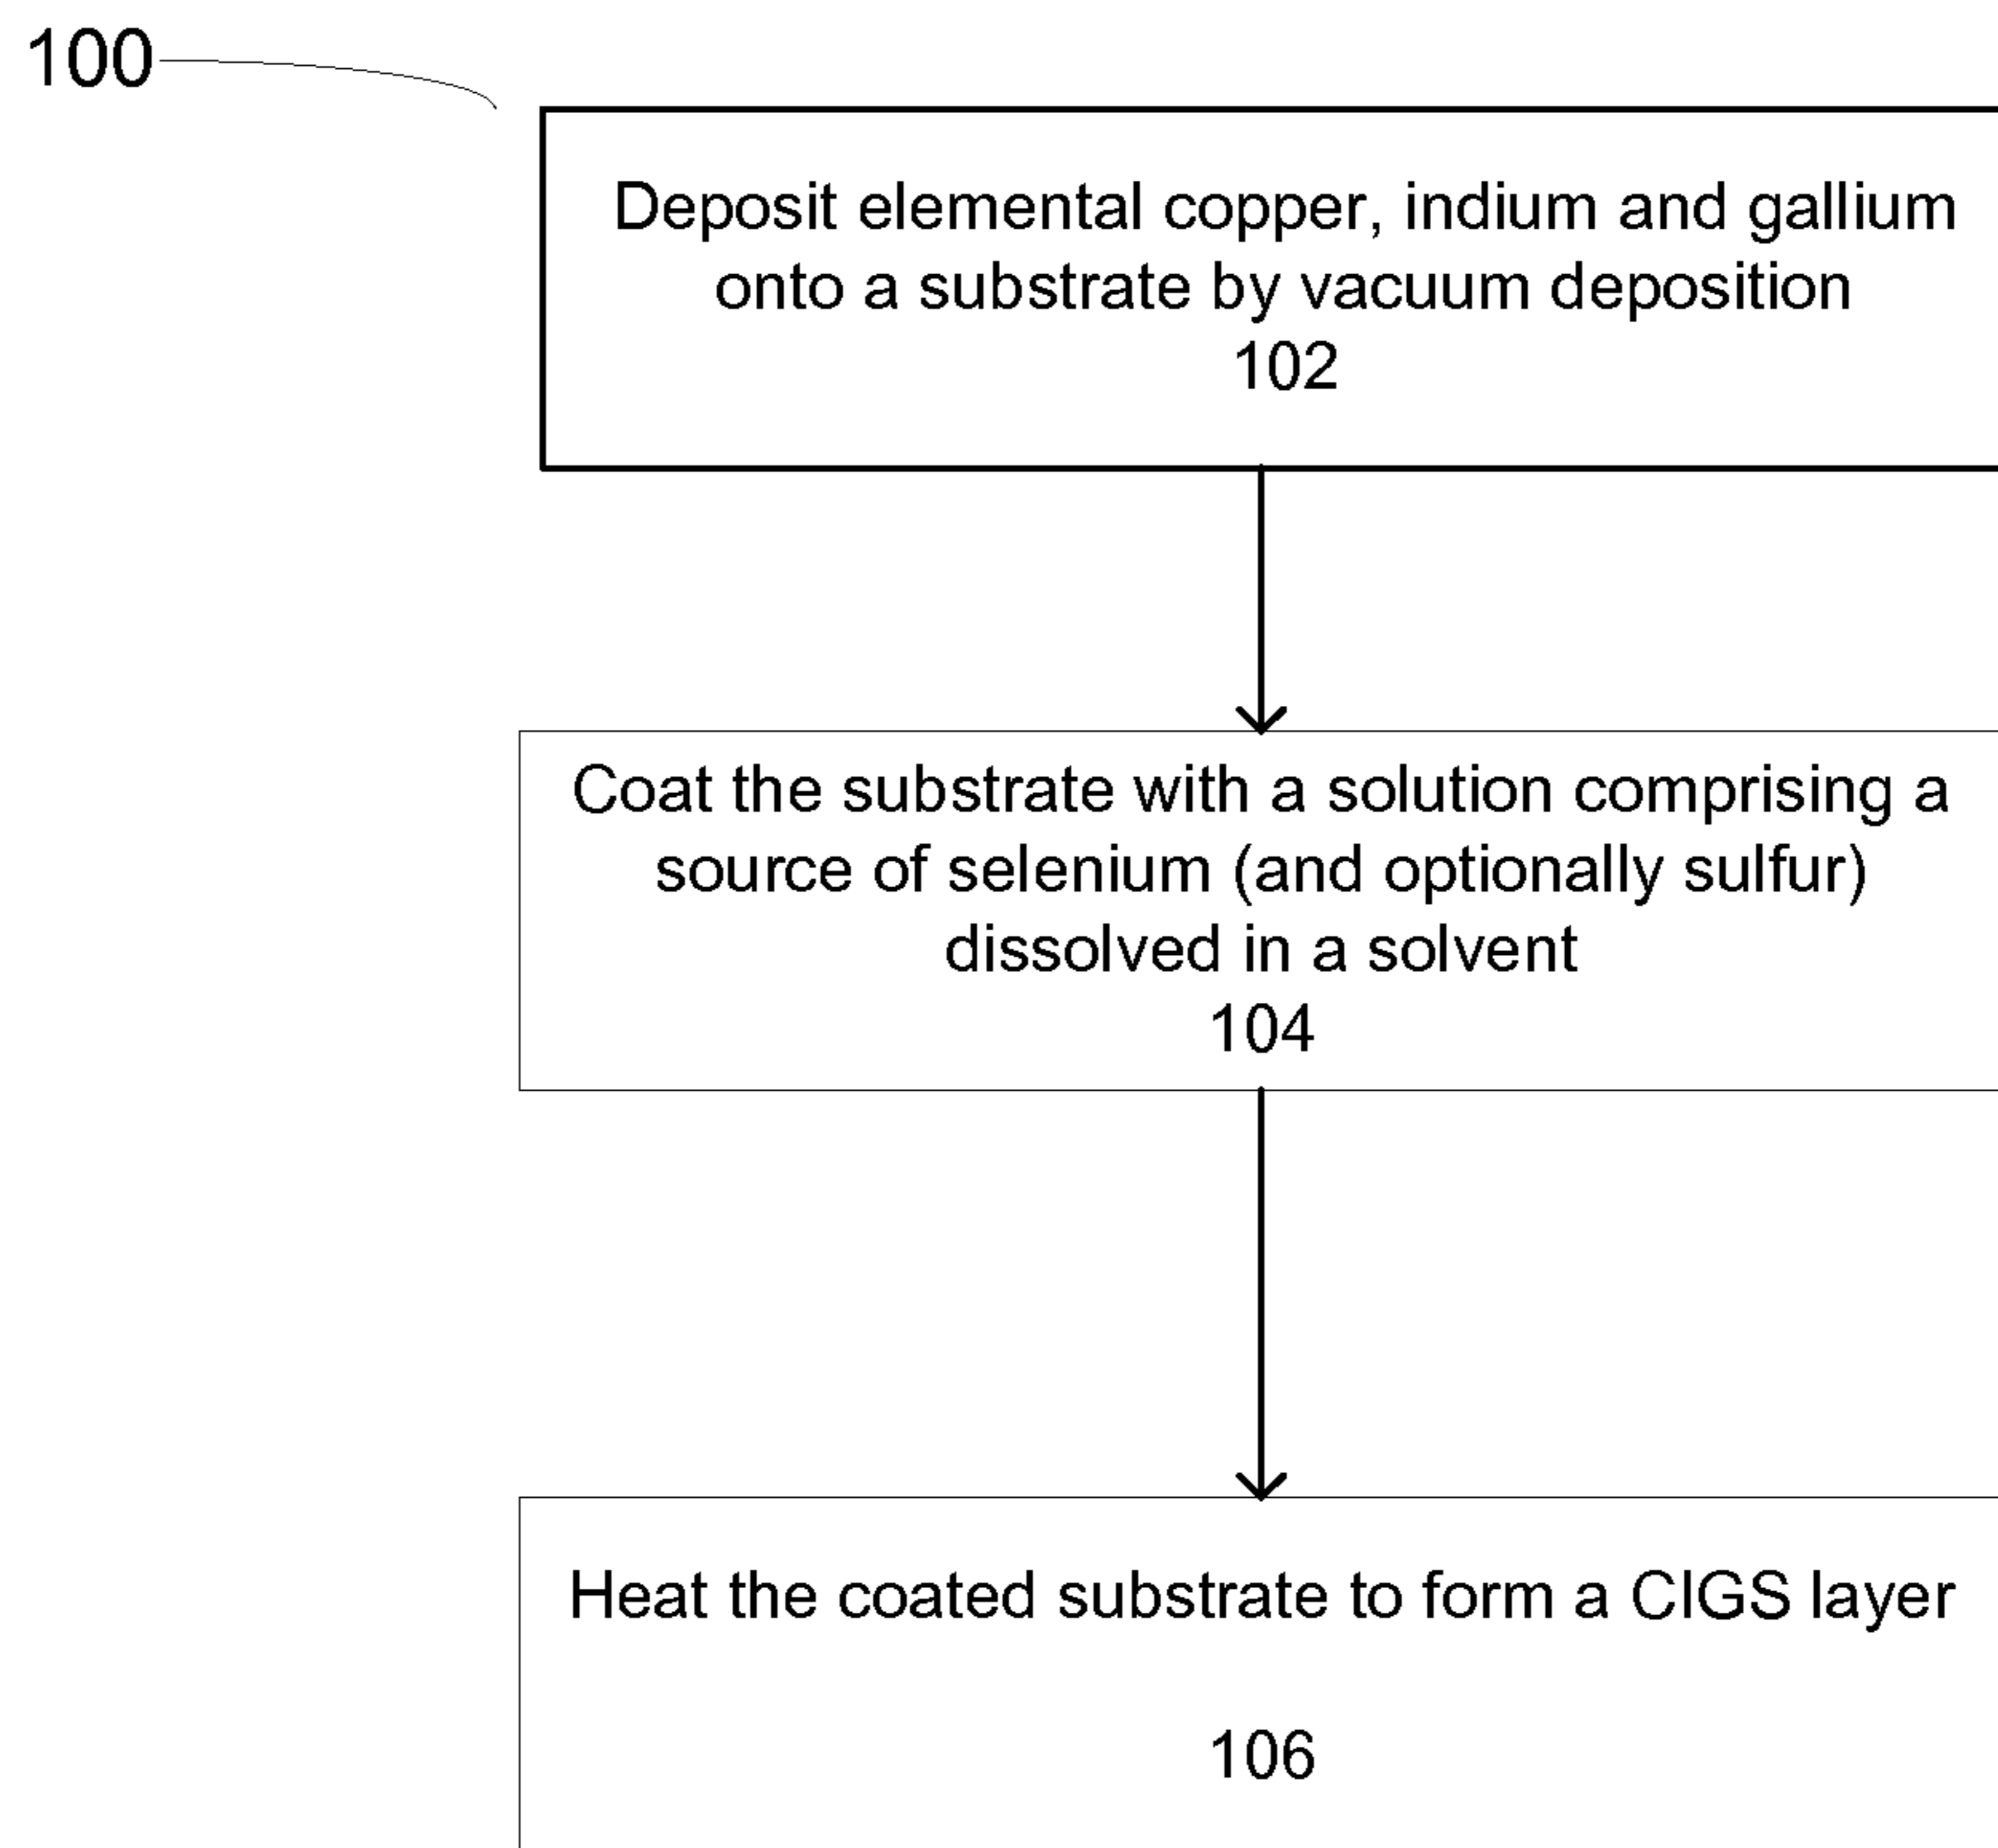 100
Deposit elemental copper, indium and gallium
onto a substrate by vacuum deposition
102
Coat the substrate with a solution comprising a
source of selenium (and optionally sulfur)
dissolved in a solvent
104
Heat the coated substrate to form a CIGS layer
106